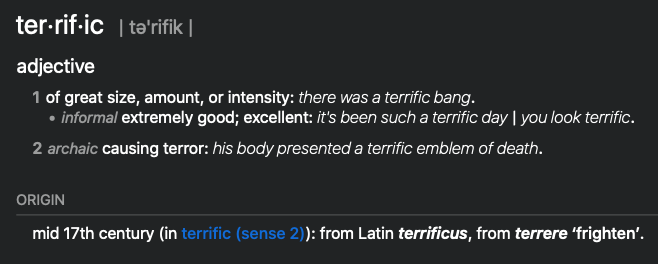 ter·rif·ic | tə'rifik |
adjective
1 of great size, amount, or intensity: there was a terrific bang.
• informal extremely good; excellent: it's been such a terrific day | you look terrific.
2 archaic causing terror: his body presented a terrific emblem of death.
ORIGIN
mid 17th century (in terrific (sense 2)): from Latin terrificus, from terrere ‘frighten’.